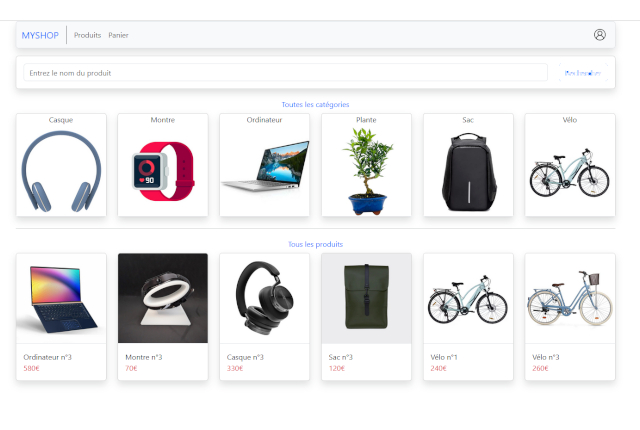 MYSHOP Produits Panier
Entrez le nom du produit
Toutes les catégories
Casque Montre Ordinateur Plante Sac Vélo
90
Tous les produits
Ordinateur n°3 Montre n°3 Casque n°3 Sac n°3 Vélo n°1 Vélo n°3
580€ 70€ 330€ 120€ 240€ 260€